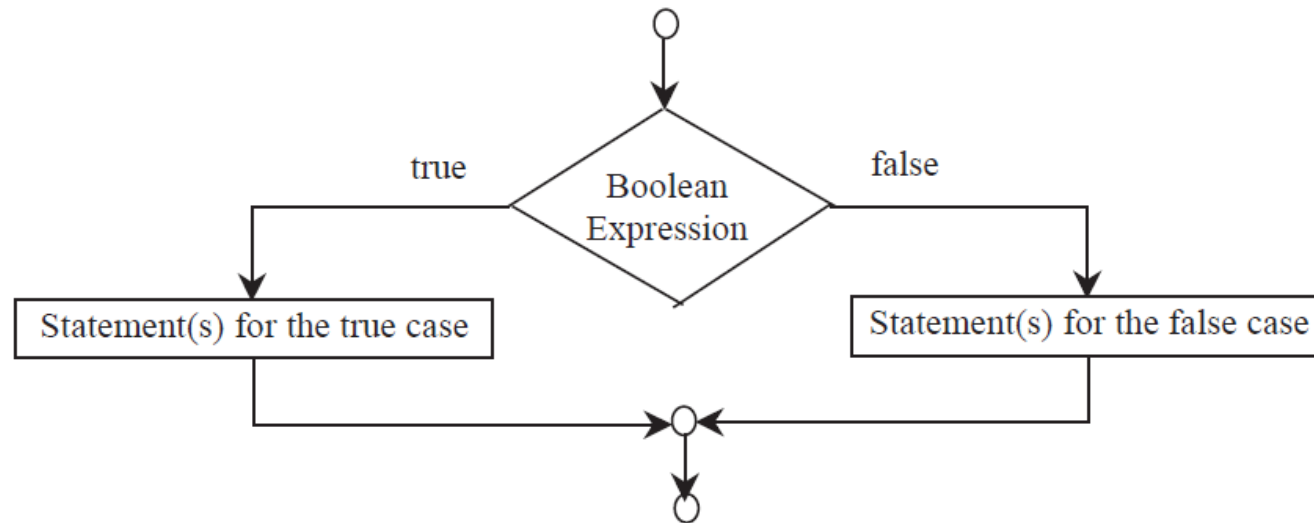 true
false
Boolean
Expression
Statement(s) for the true case
Statement(s) for the false case